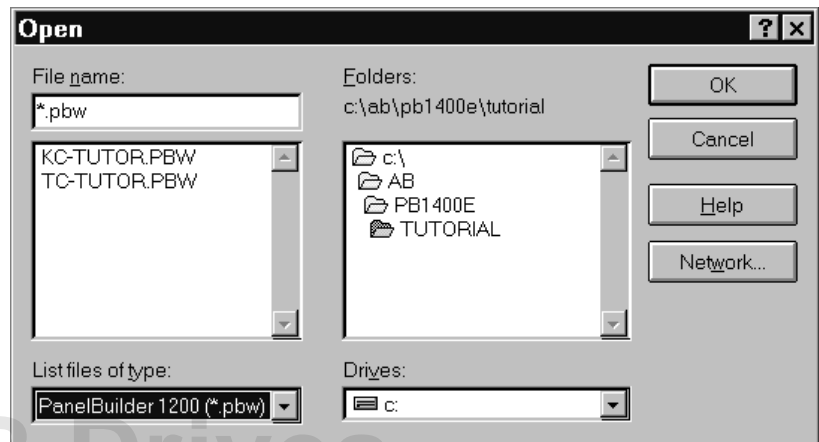 Open
File name:
*.pbw
KC-TUTOR.PBW
TC-TUTOR.PBW
List files of type:
PanelBuilder 1200 (*.pbw)
Folders:
c:\ab\pb1400e\tutorial
c:\
AB
PB1400E
TUTORIAL
Drives:
c:
OK
Cancel
Help
Network...
Drives